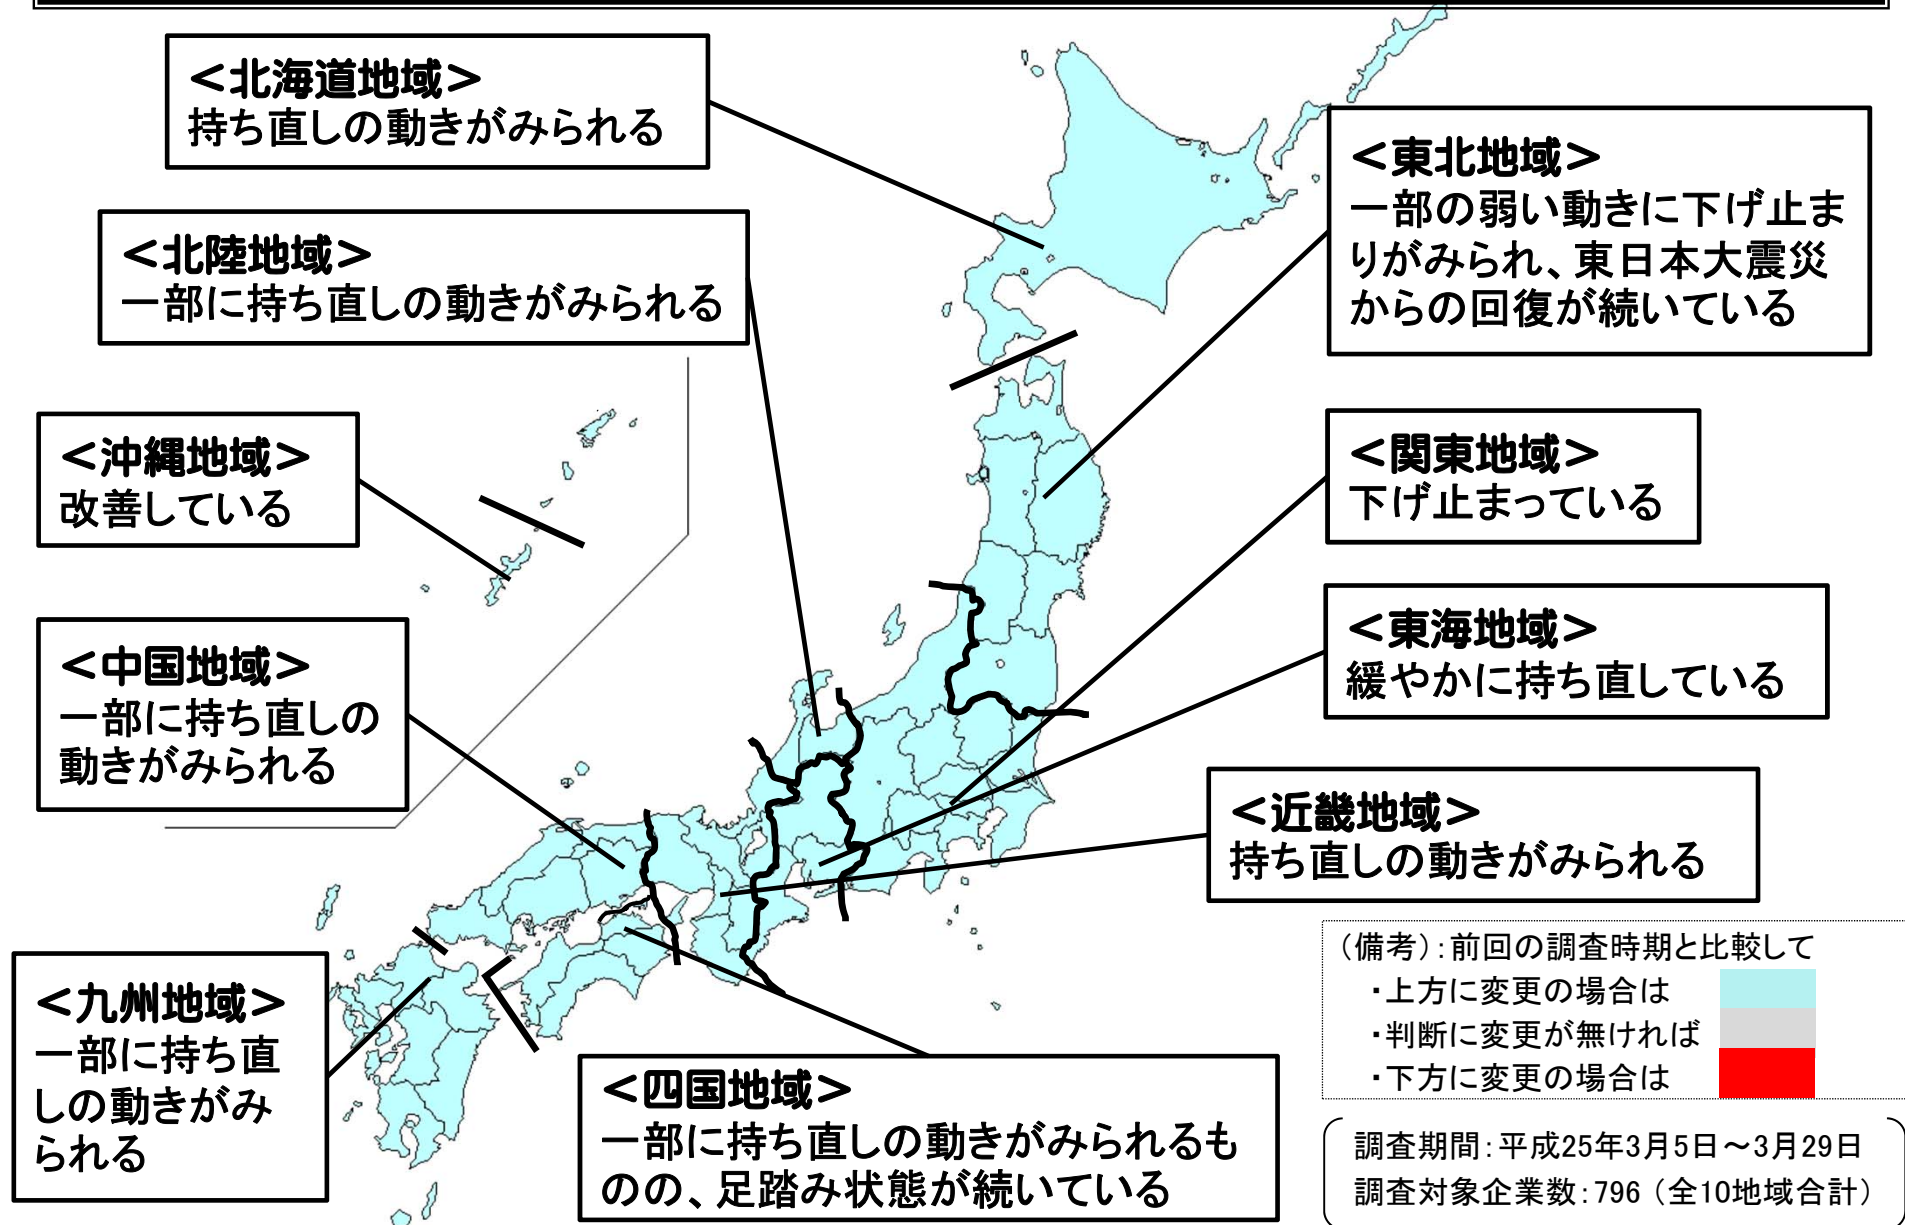 <北海道地域>
持ち直しの動きがみられる
<東北地域>
一部の弱い動きに下げ止ま
りがみられ、東日本大震災
からの回復が続いている
<北陸地域>
一部に持ち直しの動きがみられる
<沖縄地域>
改善している
<関東地域>
下げ止まっている
<東海地域>
緩やかに持ち直している
<中国地域>
一部に持ち直しの
動きがみられる
<近畿地域>
持ち直しの動きがみられる
<九州地域>
一部に持ち直
しの動きがみ
られる
<四国地域>
一部に持ち直しの動きがみられるも
のの、足踏み状態が続いている
(備考):前回の調査時期と比較して
・上方に変更の場合は
・判断に変更が無ければ
・下方に変更の場合は
調査期間:平成25年3月5日~3月29日
調査対象企業数:796(全10地域合計)